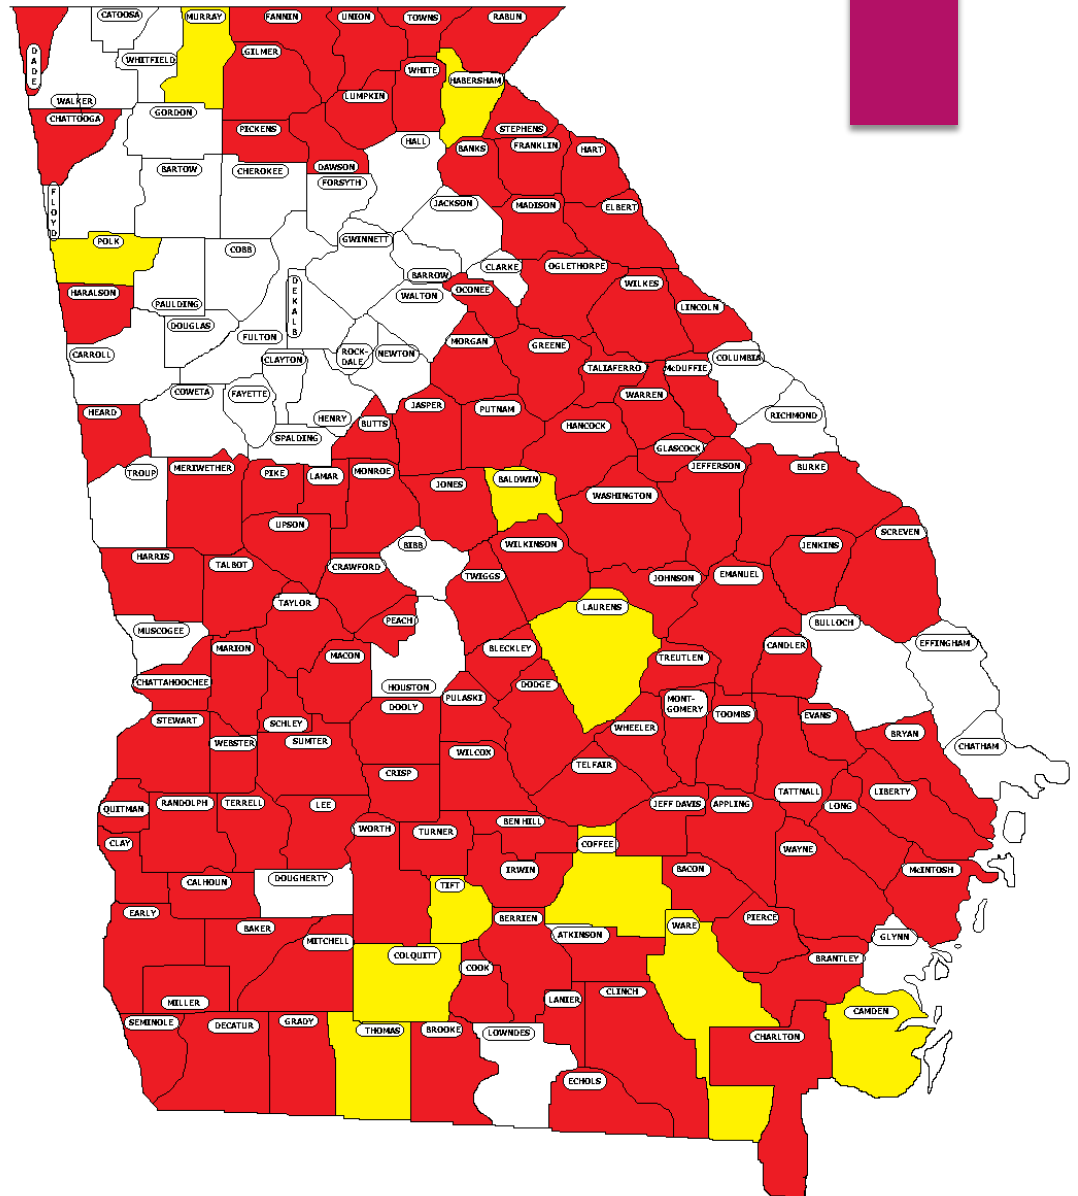 CATOOSA
MURRAY
FANNIN
UNION
TOWNS
RABUN
DADE
WHITFIELD
GILMER
WHITE
HABERSHAM
WALKER
LUMPKIN
CHATTOOGA
GORDON
PICKENS
STEPHENS
HALL
BANKS
FRANKLIN
HART
BARTOW
CHEROKEE
DAWSON
FORSYTH
FLOYD
JACKSON
MADISON
ELBERT
POLK
COBB
GWINNETT
BARROW
CLARKE
OGLETHORPE
HARALSON
PAULDING
DEKALB
WALTON
OCONEE
WILKES
LINCOLN
DOUGLAS
FULTON
CARROLL
CLAYTON
ROCK-
DALE
NEWTON
MORGAN
GREENE
TALIAFERRO
McDUFFIE
COLUMBIA
COWETA
FAYETTE
WARREN
HEARD
HENRY
BUTTS
JASPER
PUTNAM
HANCOCK
RICHMOND
SPALDING
GLASCOCK
TROUP
MERIWETHER
PIKE
LAMAR
MONROE
JONES
BALDWIN
JEFFERSON
BURKE
WASHINGTON
UPSON
SCREVEN
HARRIS
TALBOT
CRAWFORD
BIBB
WILKINSON
JENKINS
TWIGGS
JOHNSON
EMANUEL
TAYLOR
LAURENS
MUSCOGEE
PEACH
BULLOCH
MARION
MACON
BLECKLEY
TREUTLEN
CANDLER
EFFINGHAM
CHATTAHOOCHEE
HOUSTON
PULASKI
DODGE
STEWART
SCHLEY
DOOLY
MONT-
GOMERY
TOOMBS
EVANS
WEBSTER
SUMTER
WILCOX
WHEELER
BRYAN
CHATHAM
CRISP
TELFAIR
QUITMAN
RANDOLPH
TERRELL
LEE
JEFF DAVIS
APPLING
TATTNALL
LONG
LIBERTY
CLAY
WORTH
TURNER
BEN HILL
COFFEE
WAYNE
CALHOUN
DOUGHERTY
TIFT
IRWIN
BACON
McINTOSH
EARLY
BAKER
MITCHELL
BERRIEN
ATKINSON
WARE
PIERCE
GLYNN
COLQUITT
COOK
BRANTLEY
MILLER
LANIER
CLINCH
CAMDEN
SEMINOLE
DECATUR
GRADY
THOMAS
BROOKE
LOWNDES
CHARLTON
ECHOLS